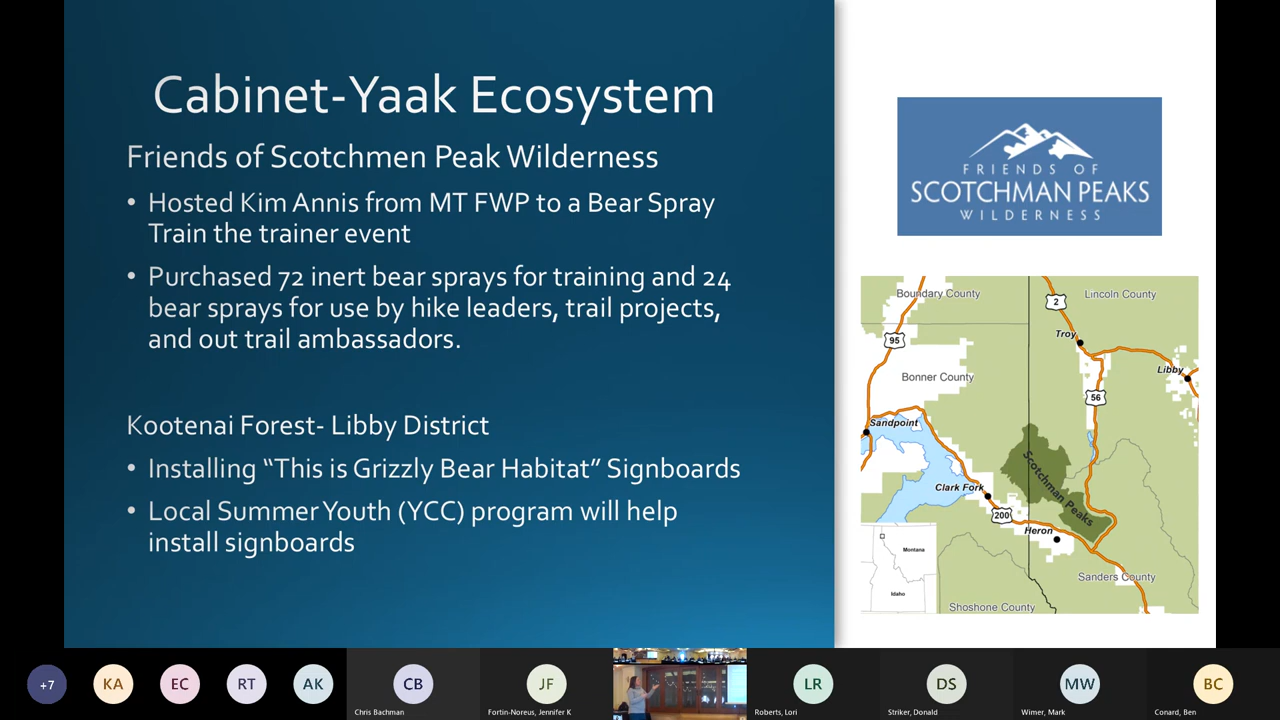 Cabinet-Yaak Ecosystem
Friends of Scotchmen Peak Wilderness
• Hosted Kim Annis from MT FWP to a Bear Spray
Train the trainer event
• Purchased 72 inert bear sprays for training and 24
bear sprays for use by hike leaders, trail projects,
and out trail ambassadors.
Kootenai Forest- Libby District
• Installing “This is Grizzly Bear Habitat” Signboards
• Local Summer Youth (YCC) program will help
install signboards
FRIENDS OF
SCOTCHMAN PEAKS
WILDERNESS
Boundary County
2
Lincoln County
95
Troy
Bonner County
Libby
56
Sandpoint
Scotchman Peaks
Clark Fork
200
Heron
Montana
Sanders County
Idaho
Shoshone County
+7
KA
EC
RT
AK
CB
Chris Bachman
JF
Fortin-Noreus, Jennifer K
LR
Roberts, Lori
DS
Striker, Donald
MW
Wimer, Mark
BC
Conard, Ben